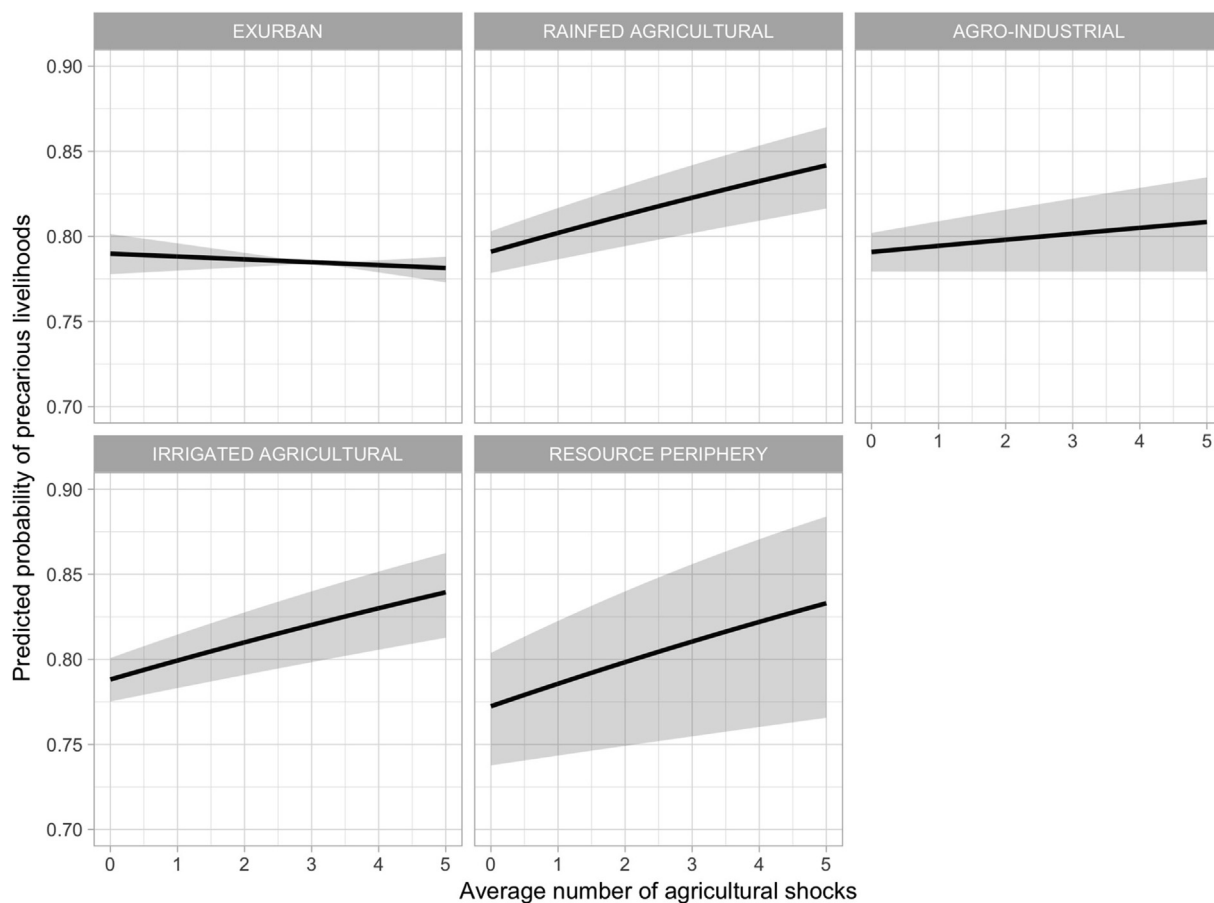 EXURBAN
RAINFED AGRICULTURAL
AGRO-INDUSTRIAL
Predicted probability of precarious livelihoods
0.90
0.85
0.80
0.75
0.70
0 1 2 3 4 5
IRRIGATED AGRICULTURAL
RESOURCE PERIPHERY
0.90
0.85
0.80
0.75
0.70
0 1 2 3 4 5
0 1 2 3 4 5
Average number of agricultural shocks